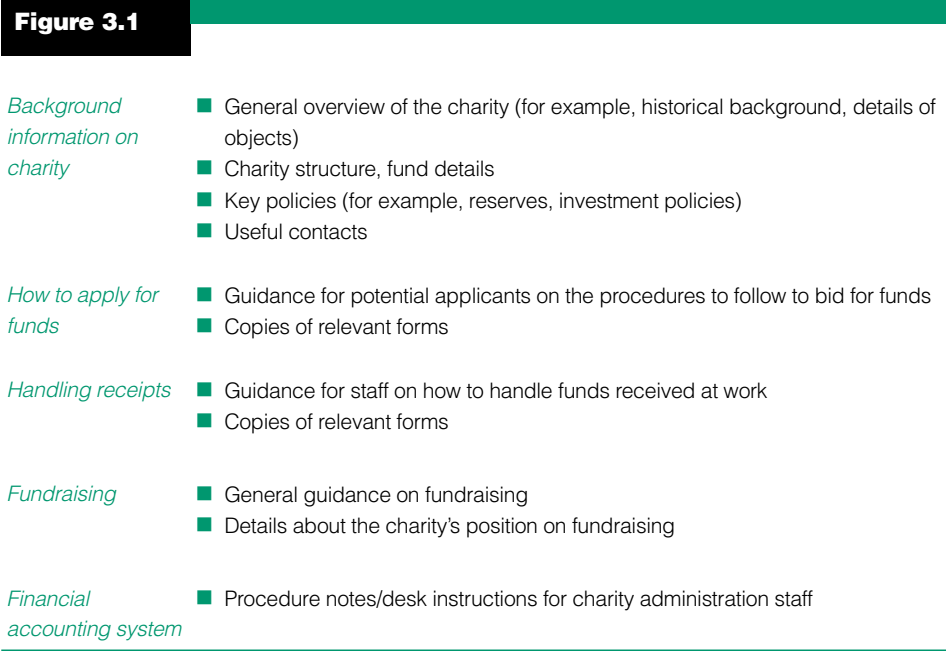 Figure 3.1
Background information on charity
■ General overview of the charity (for example, historical background, details of objects)
■ Charity structure, fund details
■ Key policies (for example, reserves, investment policies)
■ Useful contacts
How to apply for funds
■ Guidance for potential applicants on the procedures to follow to bid for funds
■ Copies of relevant forms
Handling receipts
■ Guidance for staff on how to handle funds received at work
■ Copies of relevant forms
Fundraising
■ General guidance on fundraising
■ Details about the charity's position on fundraising
Financial accounting system
■ Procedure notes/desk instructions for charity administration staff